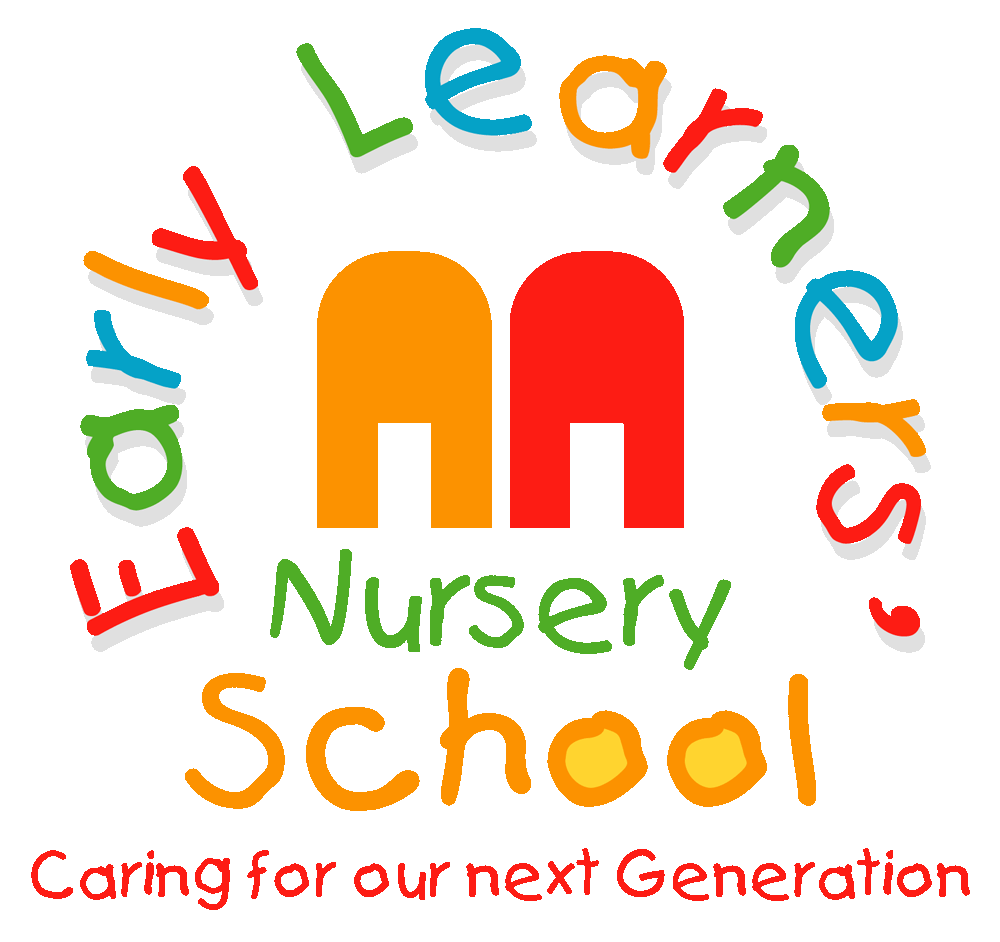 Early Learners'
Nursery
School
Caring for our next Generation